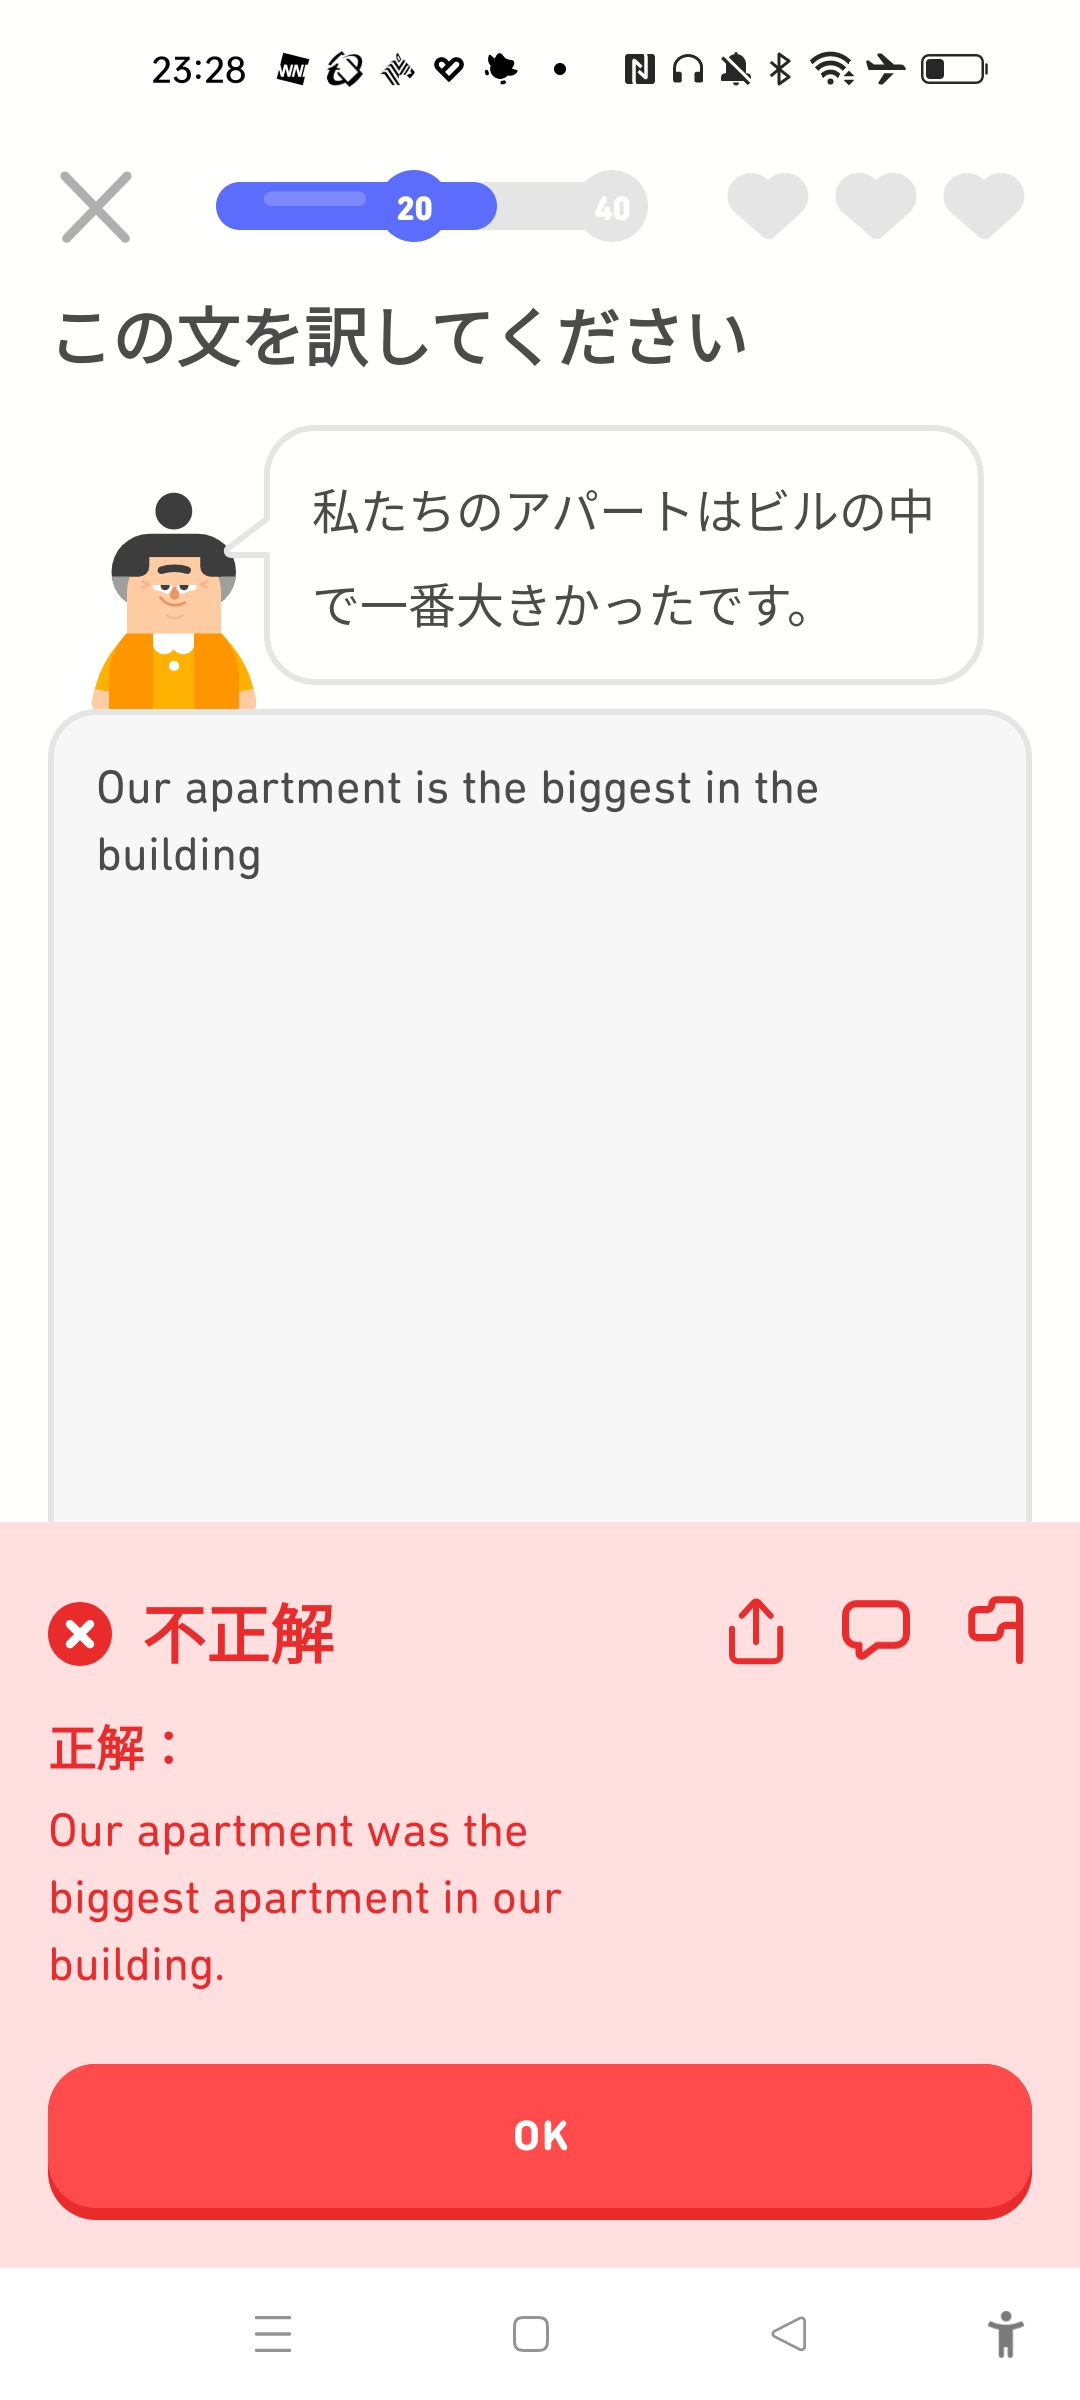 23:28
20
40
この文を訳してください
私たちのアパートはビルの中
で一番大きかったです。
Our apartment is the biggest in the
building
不正解
正解：
Our apartment was the
biggest apartment in our
building.
OK